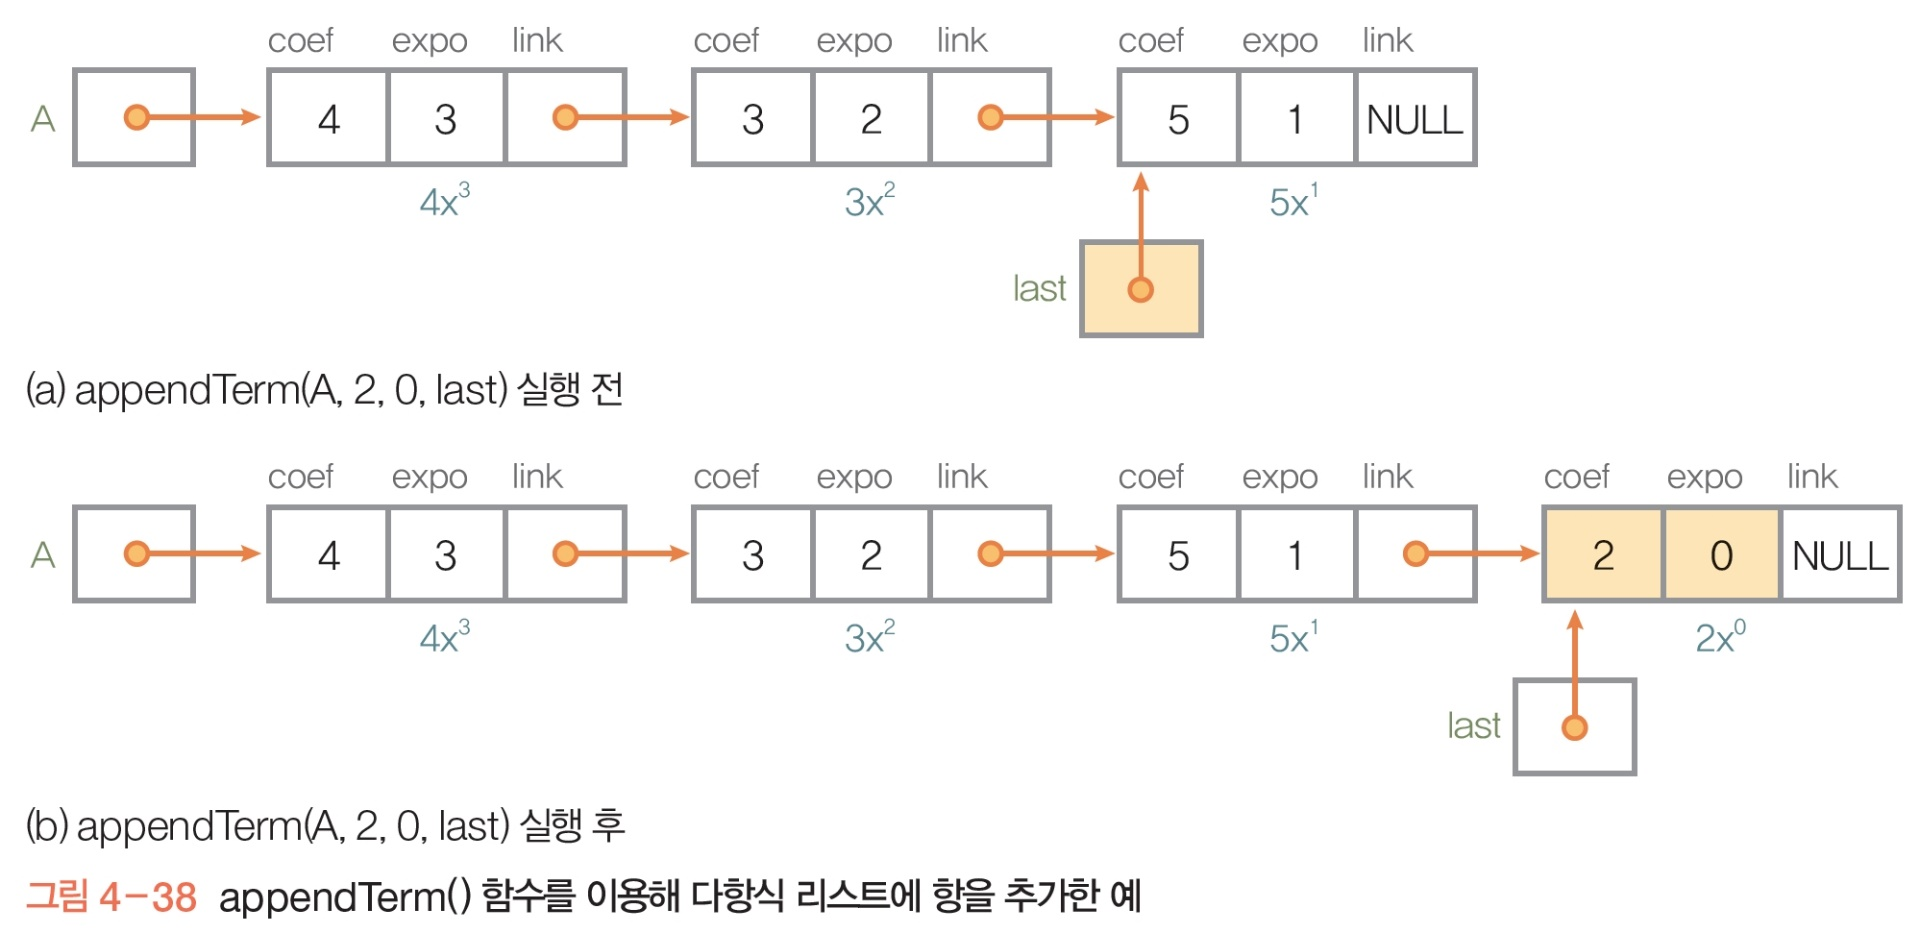 coef expo link coef expo link coef expo link
A 4 3 3 2 5 1 NULL
4x³ 3x² 5x¹
last
(a) appendTerm(A, 2, 0, last) 실행 전
coef expo link coef expo link coef expo link coef expo link
A 4 3 3 2 5 1 2 0 NULL
4x³ 3x² 5x¹ 2x⁰
last
(b) appendTerm(A, 2, 0, last) 실행 후
그림 4-38 appendTerm() 함수를 이용해 다항식 리스트에 항을 추가한 예